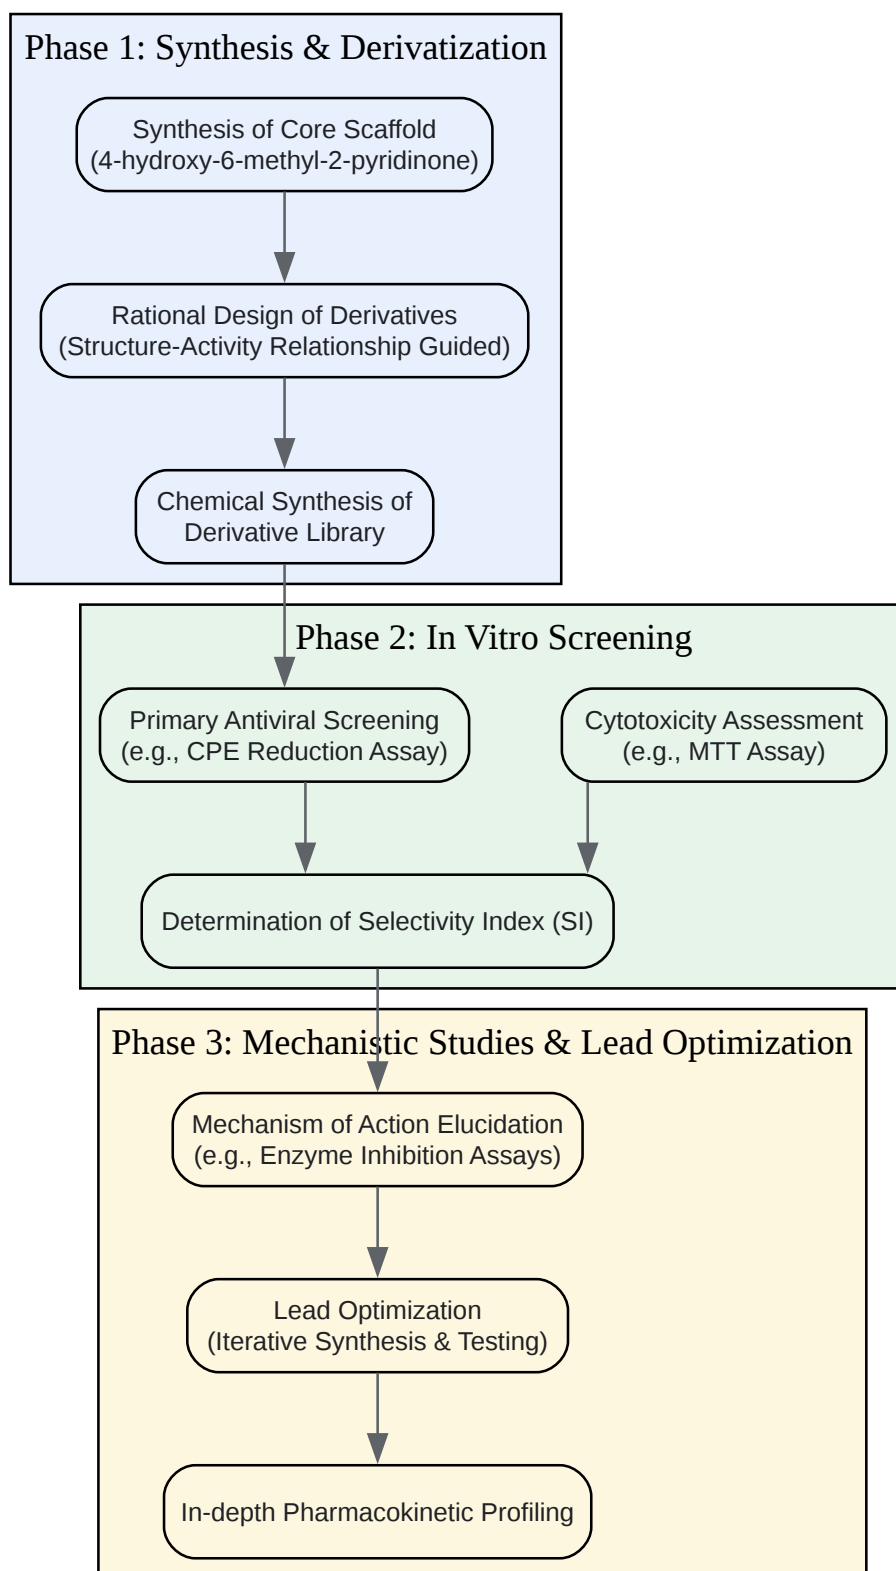 Phase 1: Synthesis & Derivatization
Synthesis of Core Scaffold
(4-hydroxy-6-methyl-2-pyridinone)
Rational Design of Derivatives
(Structure-Activity Relationship Guided)
Chemical Synthesis of
Derivative Library
Phase 2: In Vitro Screening
Primary Antiviral Screening
(e.g., CPE Reduction Assay)
Cytotoxicity Assessment
(e.g., MTT Assay)
Determination of Selectivity Index (SI)
Phase 3: Mechanistic Studies & Lead Optimization
Mechanism of Action Elucidation
(e.g., Enzyme Inhibition Assays)
Lead Optimization
(Iterative Synthesis & Testing)
In-depth Pharmacokinetic Profiling